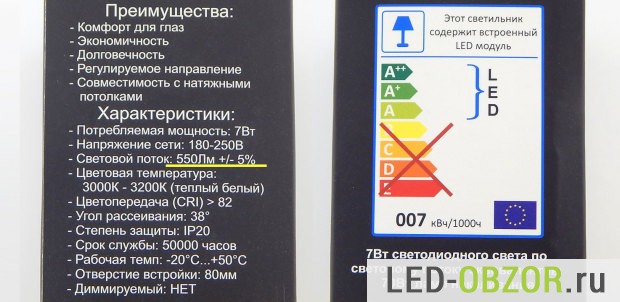 Преимущества:
- Комфорт для глаз
- Экономичность
- Долговечность
- Регулируемое направление
- Совместимость с натяжными
потолками
Характеристики:
- Потребляемая мощность: 7Вт
- Напряжение сети: 180-250В
- Световой поток: 550Лм +/- 5%
- Цветовая температура:
3000К - 3200К (теплый белый)
- Цветопередача (CRI) > 82
- Угол рассеивания: 38°
- Степень защиты: IP20
- Срок службы: 50000 часов
- Рабочая темп: -20°C...+50°C
- Отверстие встройки: 80мм
- Диммируемый: НЕТ
Этот светильник
содержит встроенный
LED модуль
A++
A+
A
C
D
E
L
E
D
007 кВч/1000ч
7Вт светодиодного света по
LED-OBZOR.ru